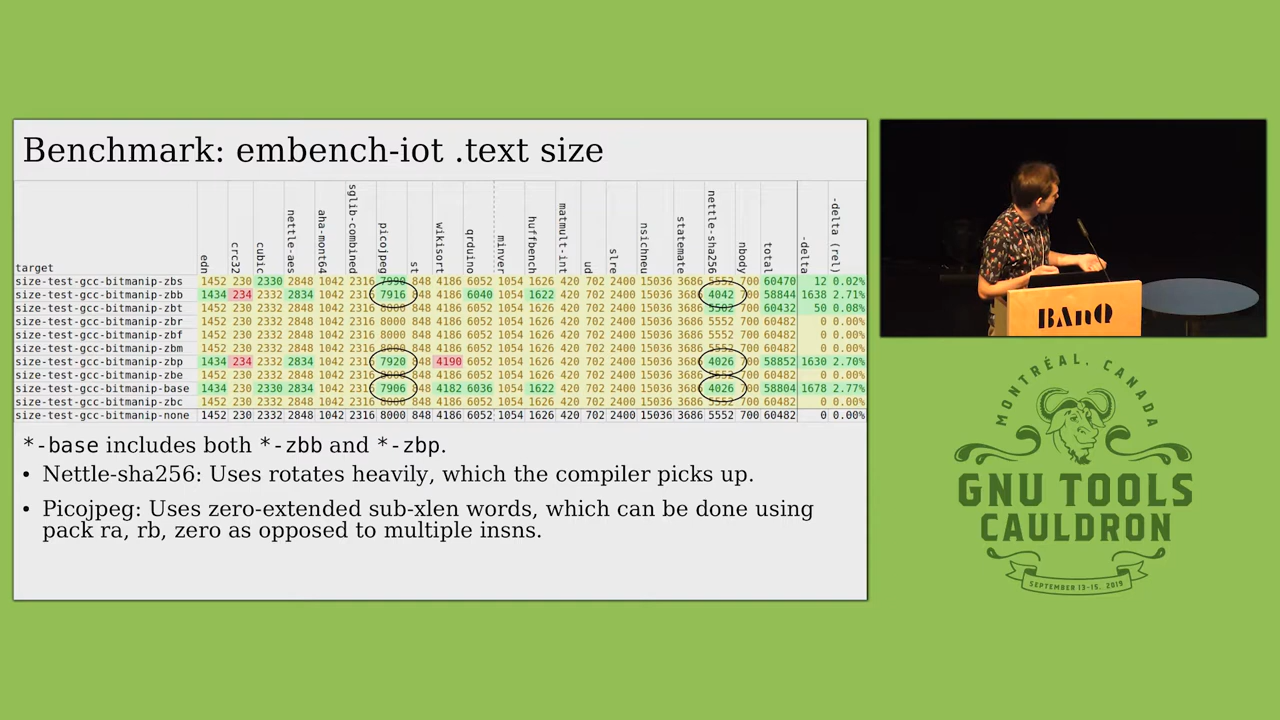 Benchmark: embench-iot .text size
target edn crc32 cubic nettle-aes aha-mont64 sglib-combined picojpeg st wikisort qrduino minver huffbench matmult-int ud slre nsichneu statemate nettle-sha256 nbody total -delta -delta (rel)
size-test-gcc-bitmanip-zbs 1452 230 2330 2848 1042 2316 7990 848 4186 6052 1054 1626 420 702 2400 15036 3686 5552 700 60470 12 0.02%
size-test-gcc-bitmanip-zbb 1434 234 2332 2834 1042 2316 7916 848 4186 6040 1054 1622 420 702 2400 15036 3686 4042 700 58844 1638 2.71%
size-test-gcc-bitmanip-zbt 1452 230 2332 2848 1042 2316 8000 848 4186 6052 1054 1626 420 702 2400 15036 3686 5502 700 60432 50 0.08%
size-test-gcc-bitmanip-zbr 1452 230 2332 2848 1042 2316 8000 848 4186 6052 1054 1626 420 702 2400 15036 3686 5552 700 60482 0 0.00%
size-test-gcc-bitmanip-zbf 1452 230 2332 2848 1042 2316 8000 848 4186 6052 1054 1626 420 702 2400 15036 3686 5552 700 60482 0 0.00%
size-test-gcc-bitmanip-zbm 1452 230 2332 2848 1042 2316 8000 848 4186 6052 1054 1626 420 702 2400 15036 3686 5552 700 60482 0 0.00%
size-test-gcc-bitmanip-zbp 1434 234 2332 2834 1042 2316 7920 848 4190 6052 1054 1626 420 702 2400 15036 3686 4026 700 58852 1630 2.70%
size-test-gcc-bitmanip-zbe 1452 230 2332 2848 1042 2316 8000 848 4186 6052 1054 1626 420 702 2400 15036 3686 5552 700 60482 0 0.00%
size-test-gcc-bitmanip-base 1434 230 2330 2834 1042 2316 7906 848 4182 6036 1054 1622 420 702 2400 15036 3686 4026 700 58804 1678 2.77%
size-test-gcc-bitmanip-zbc 1452 230 2332 2848 1042 2316 8000 848 4186 6052 1054 1626 420 702 2400 15036 3686 5552 700 60482 0 0.00%
size-test-gcc-bitmanip-none 1452 230 2332 2848 1042 2316 8000 848 4186 6052 1054 1626 420 702 2400 15036 3686 5552 700 60482 0 0.00%
*-base includes both *-zbb and *-zbp.
• Nettle-sha256: Uses rotates heavily, which the compiler picks up.
• Picojpeg: Uses zero-extended sub-xlen words, which can be done using
pack ra, rb, zero as opposed to multiple insns.
BAnQ
MONTRÉAL, CANADA
GNU TOOLS
CAULDRON
SEPTEMBER 13-15, 2019